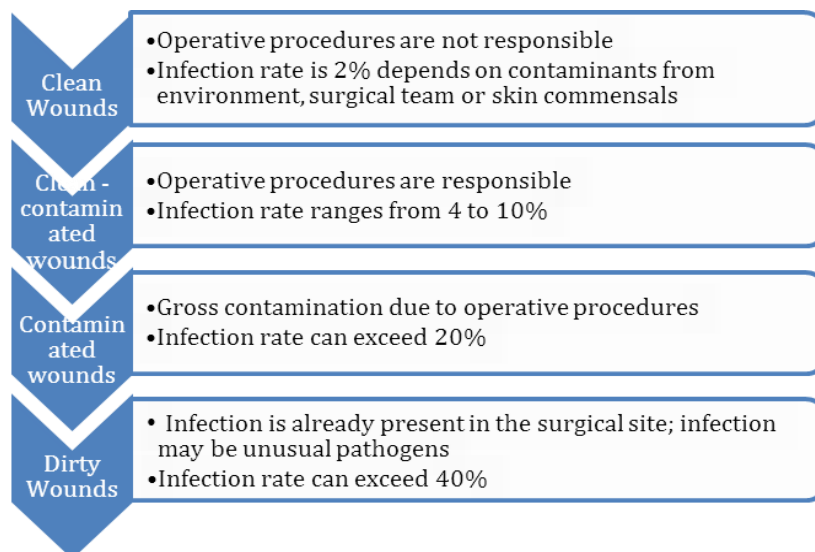 Clean
Wounds
•Operative procedures are not responsible
•Infection rate is 2% depends on contaminants from
environment, surgical team or skin commensals
Clean -
contamin
ated
wounds
•Operative procedures are responsible
•Infection rate ranges from 4 to 10%
Contamin
ated
wounds
•Gross contamination due to operative procedures
•Infection rate can exceed 20%
Dirty
Wounds
• Infection is already present in the surgical site; infection
may be unusual pathogens
•Infection rate can exceed 40%